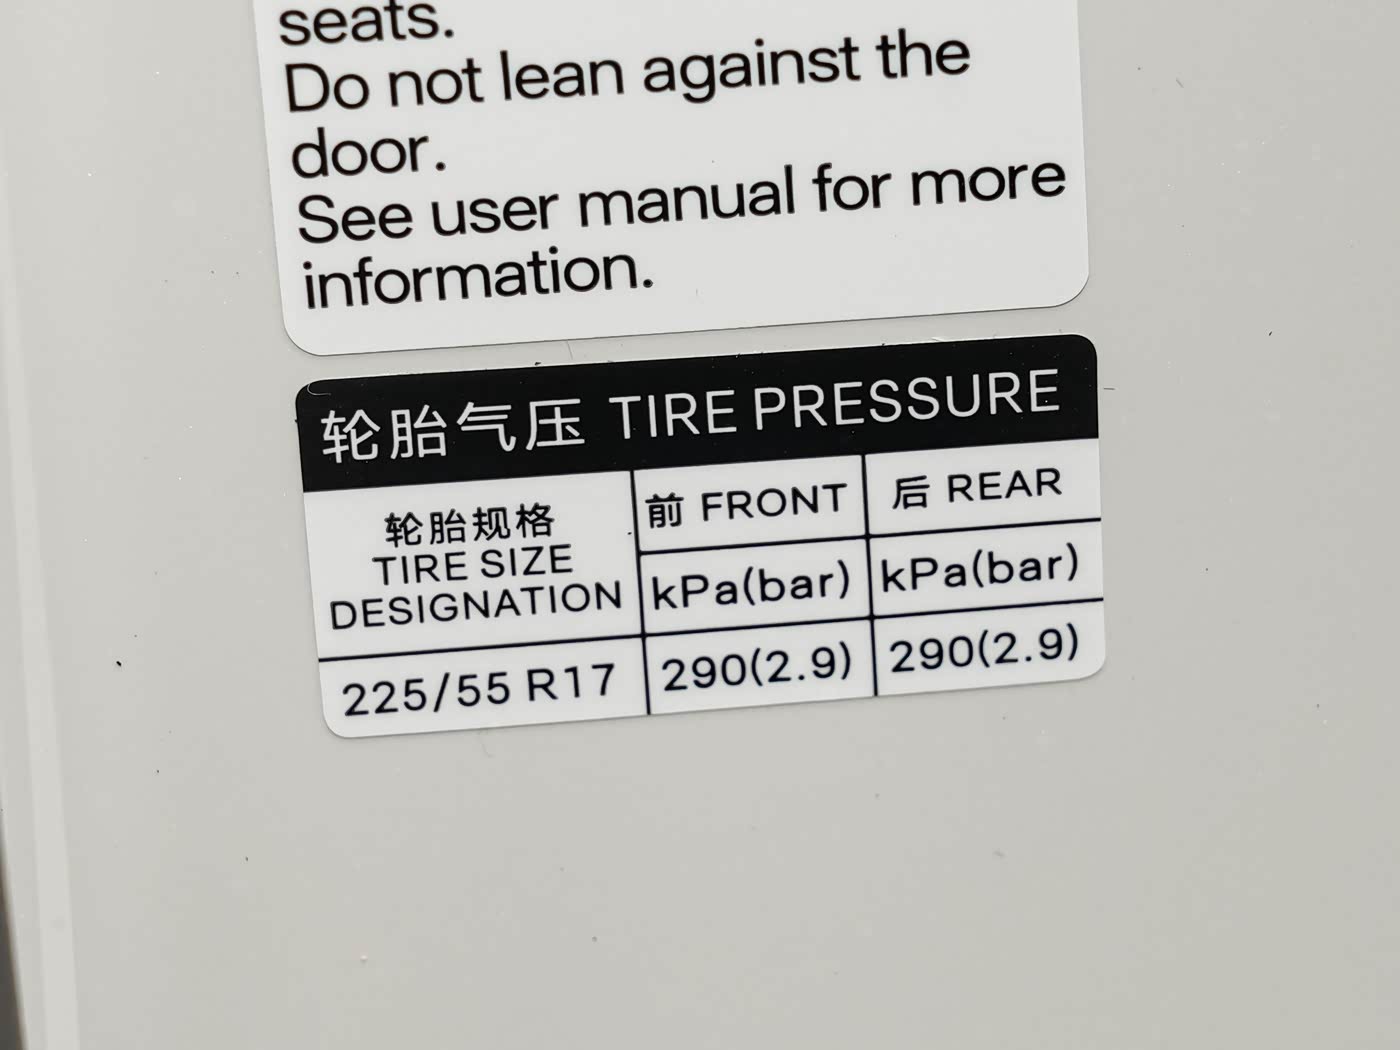 seats.
Do not lean against the
door.
See user manual for more
information.
轮胎气压 TIRE PRESSURE
轮胎规格
TIRE SIZE
DESIGNATION
前 FRONT
后 REAR
kPa(bar)
kPa(bar)
225/55 R17
290(2.9)
290(2.9)